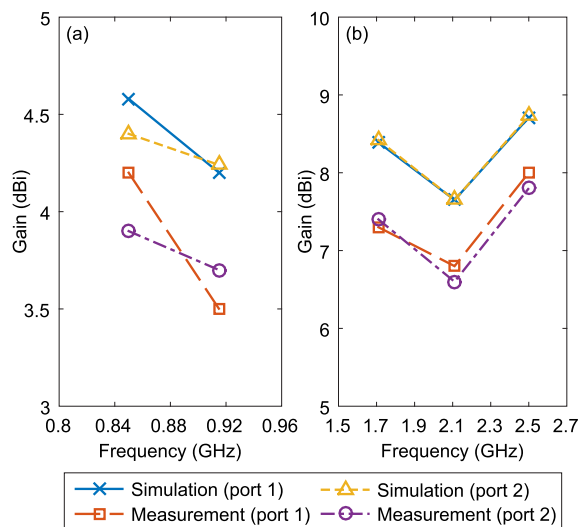 (a)
Gain (dBi)
5
4.5
4
3.5
3
0.8 0.84 0.88 0.92 0.96
Frequency (GHz)
(b)
Gain (dBi)
10
9
8
7
6
5
1.5 1.7 1.9 2.1 2.3 2.5 2.7
Frequency (GHz)
Simulation (port 1) Simulation (port 2)
Measurement (port 1) Measurement (port 2)